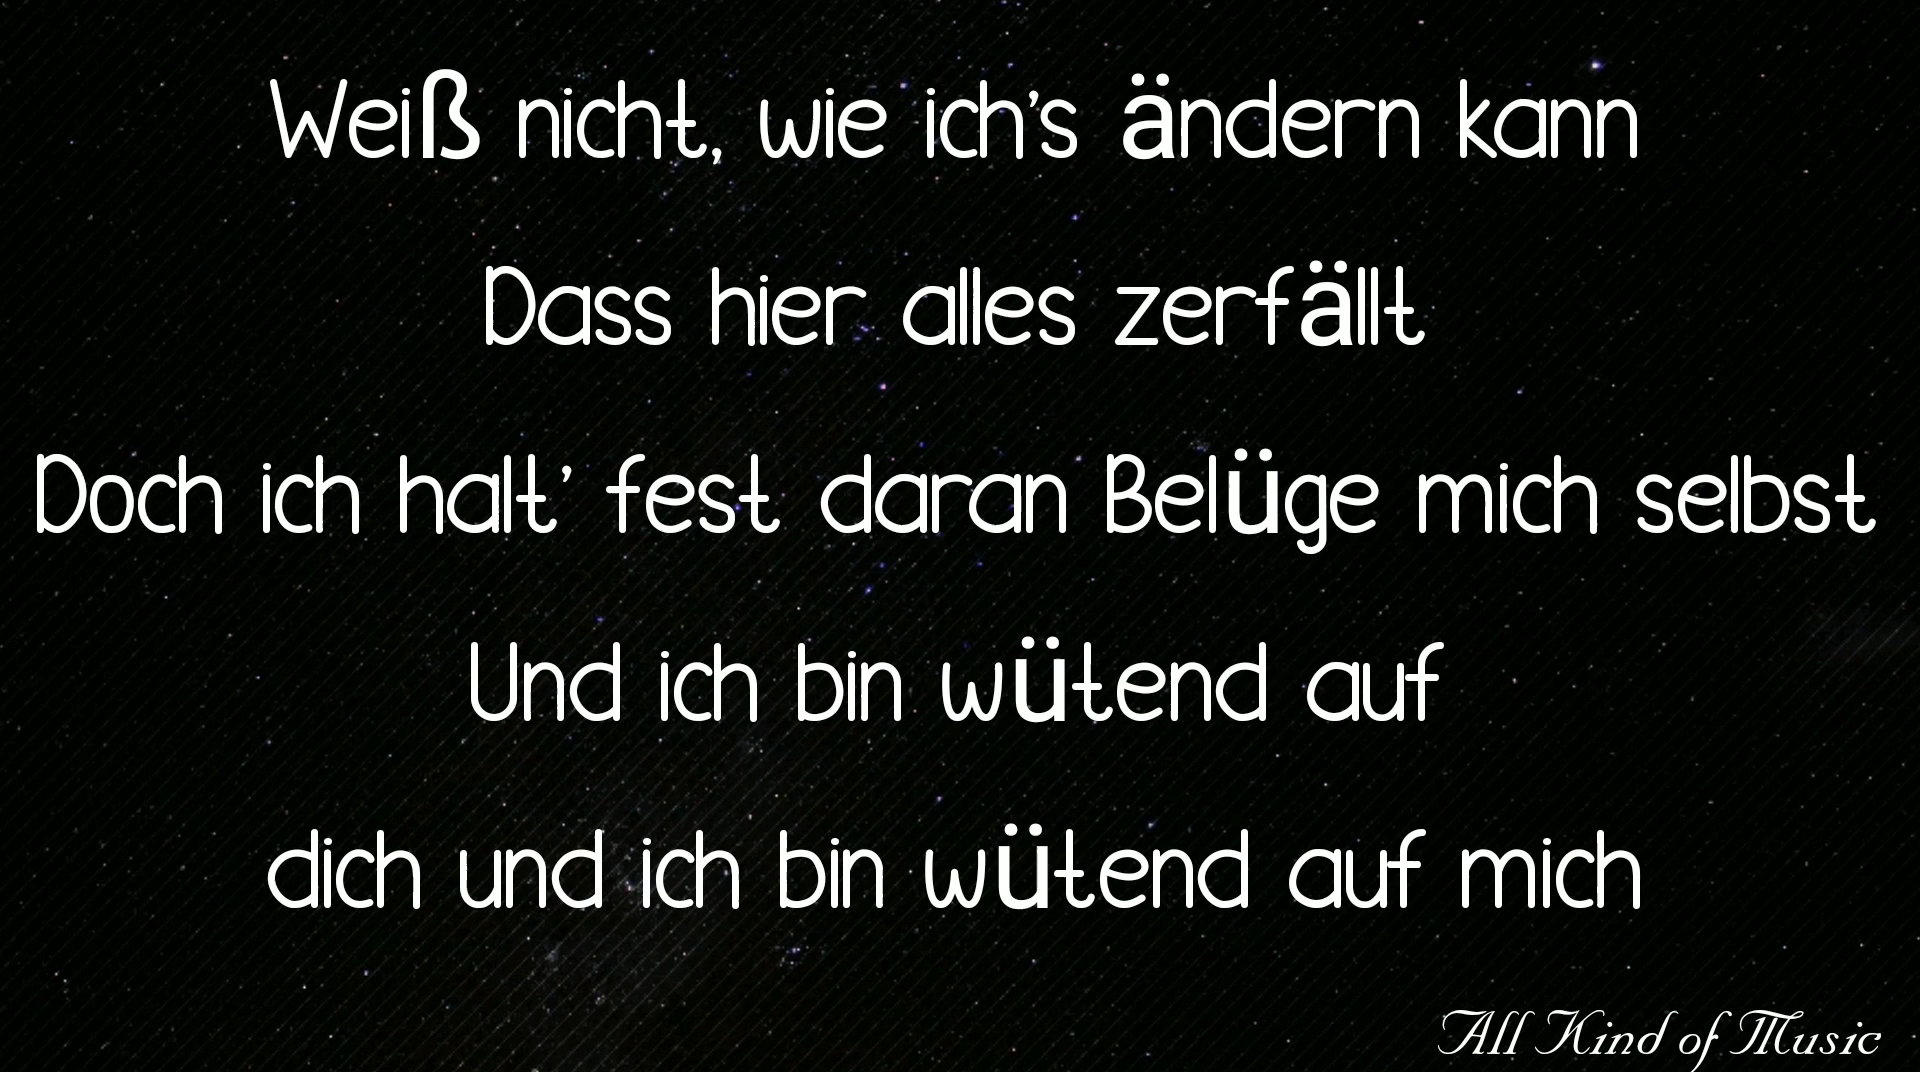 Weiß nicht, wie ich's ändern kann
Dass hier alles zerfällt
Doch ich halt' fest daran Belüge mich selbst
Und ich bin wütend auf
dich und ich bin wütend auf mich
All Kind of Music